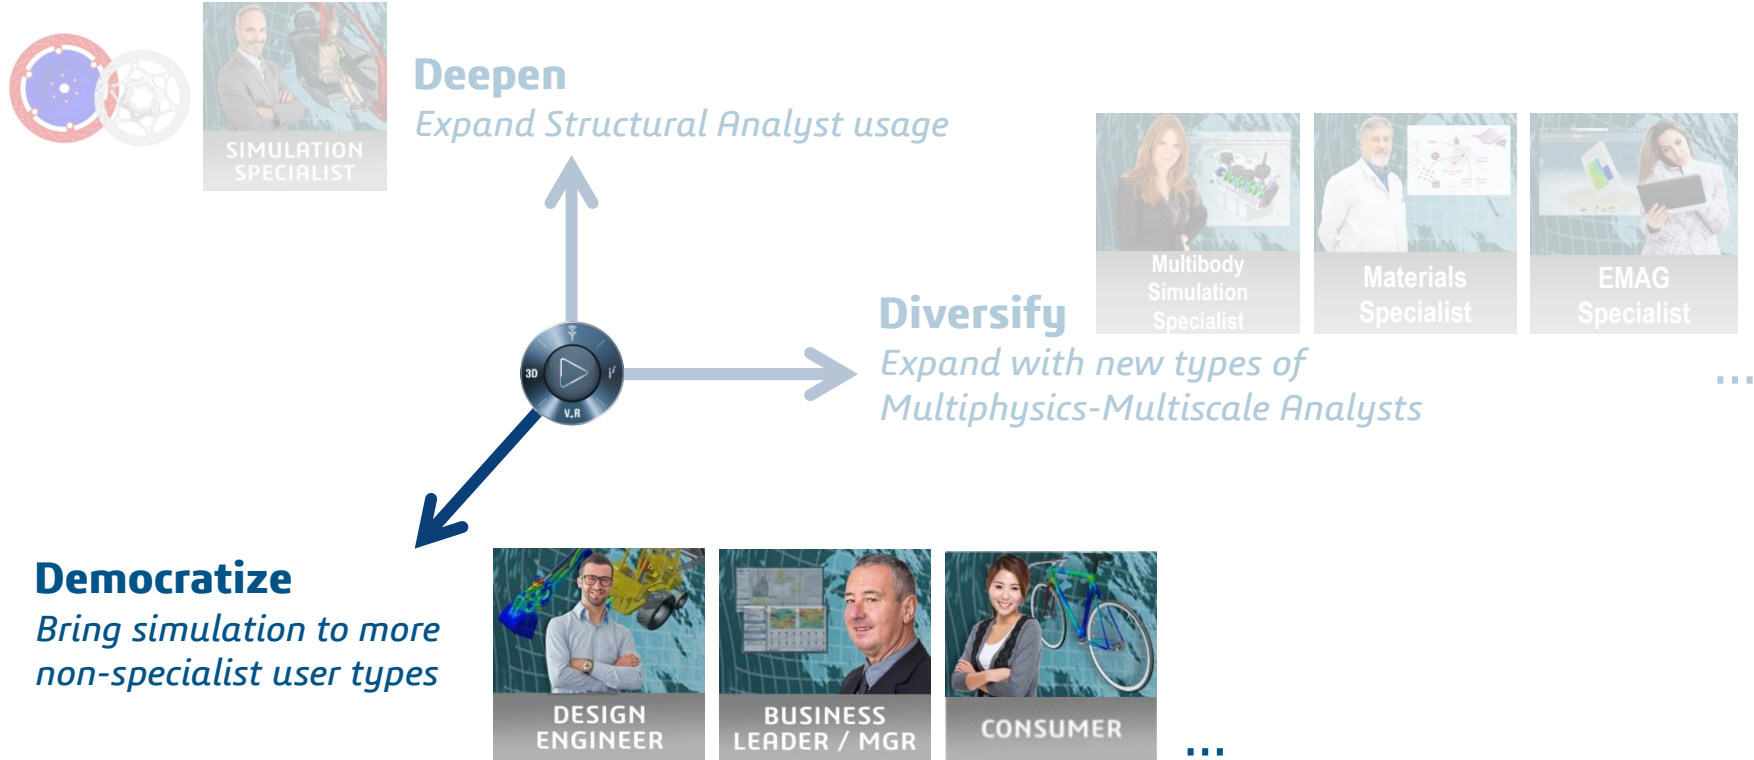 SIMULATION
SPECIALIST
Deepen
Expand Structural Analyst usage
Multibody
Simulation
Specialist
Materials
Specialist
EMAG
Specialist
Diversify
Expand with new types of
Multiphysics-Multiscale Analysts
...
3D
V.R
Democratize
Bring simulation to more
non-specialist user types
DESIGN
ENGINEER
BUSINESS
LEADER / MGR
CONSUMER
...